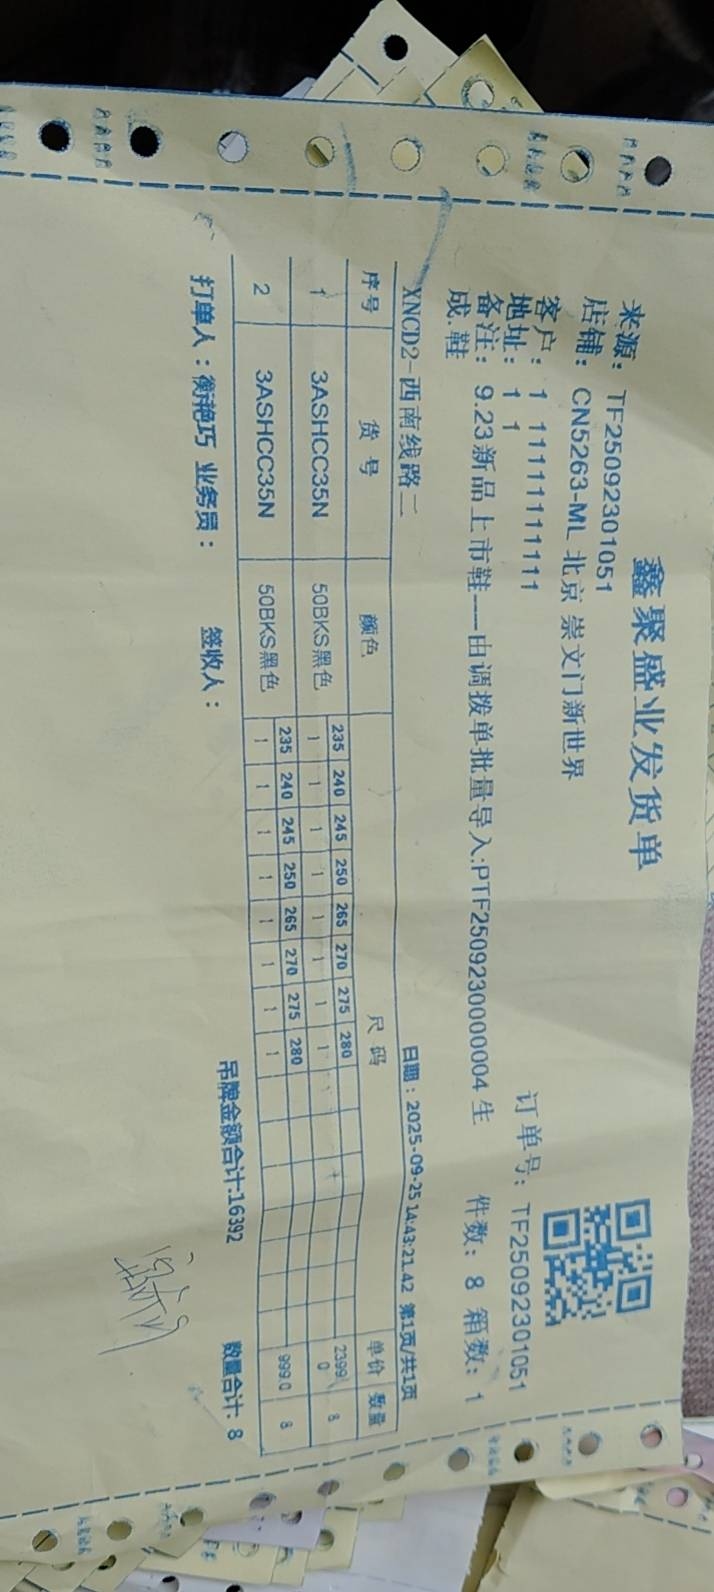 鑫聚盛业发货单
来源: TF25092301051
店铺: CN5263-ML 北京 崇文门新世界
客户: 1 11111111111 订单号: TF25092301051
地址: 1 1
备注: 9.23新品上市鞋---由调拨单批量导入:PTF2509230000004 生 件数: 8 箱数: 1
成.鞋
XNCD2-西南线路二 日期：2025-09-25 14:43:21.42 第1页/共1页
序号 货号 颜色 尺码 单价 数量
235 240 245 250 265 270 275 280
1 3ASHCC35N 50BKS黑色 1 1 1 1 1 1 1 1 2399.0 8
235 240 245 250 265 270 275 280
2 3ASHCC35N 50BKS黑色 1 1 1 1 1 1 1 1 999.0 8
吊牌金额合计:16392 数量合计: 8
打单人：衡艳巧 业务员： 签收人：